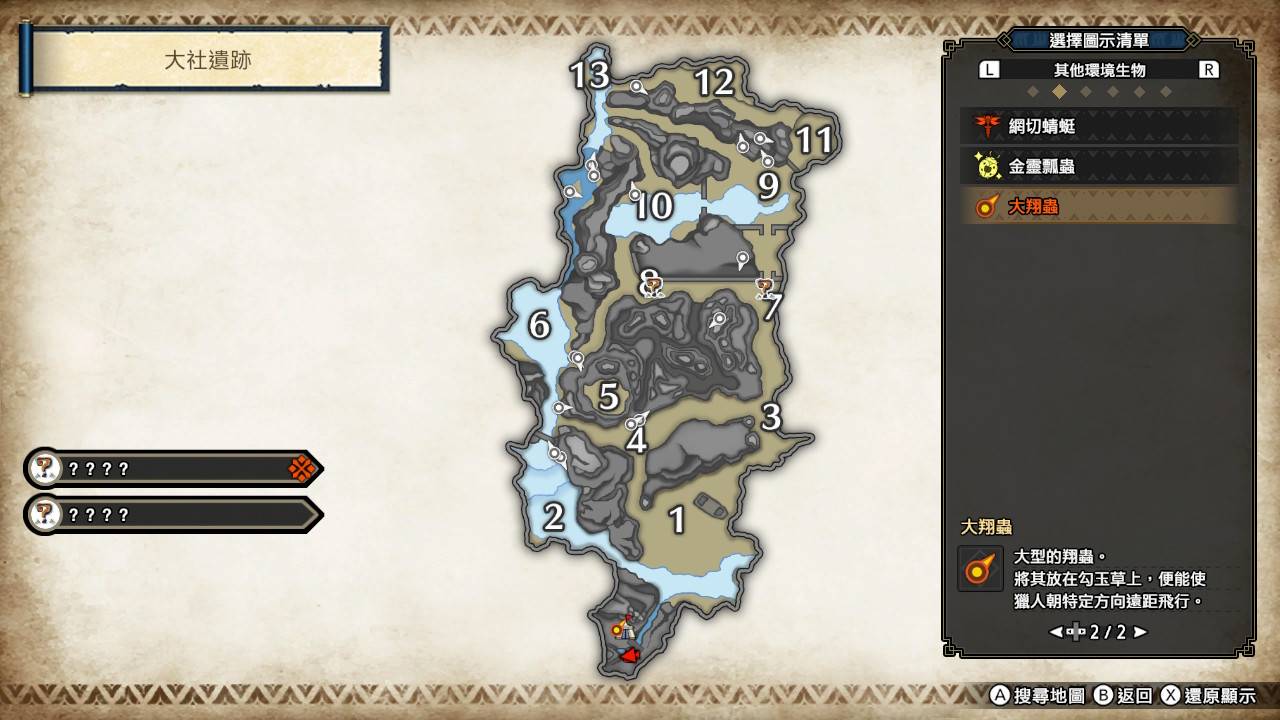 大社遺跡
13
12
11
9
10
8
7
6
5
3
4
2
1
????
????
選擇圖示清單
L 其他環境生物 R
網切蜻蜓
金靈瓢蟲
大翔蟲
大翔蟲
大型的翔蟲。
將其放在勾玉草上，便能使
獵人朝特定方向遠距飛行。
2/2
A 搜尋地圖 B 返回 X 還原顯示